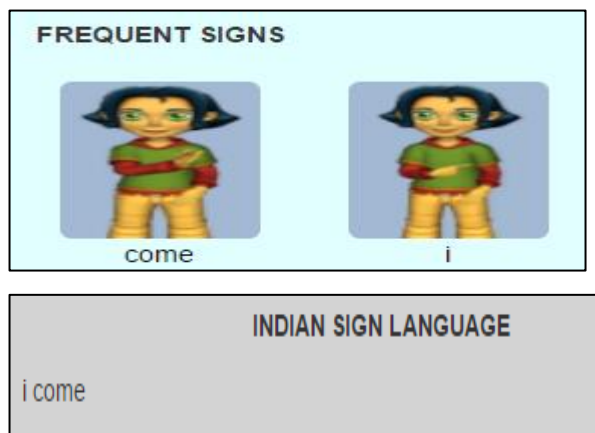 FREQUENT SIGNS
come i
INDIAN SIGN LANGUAGE
i come